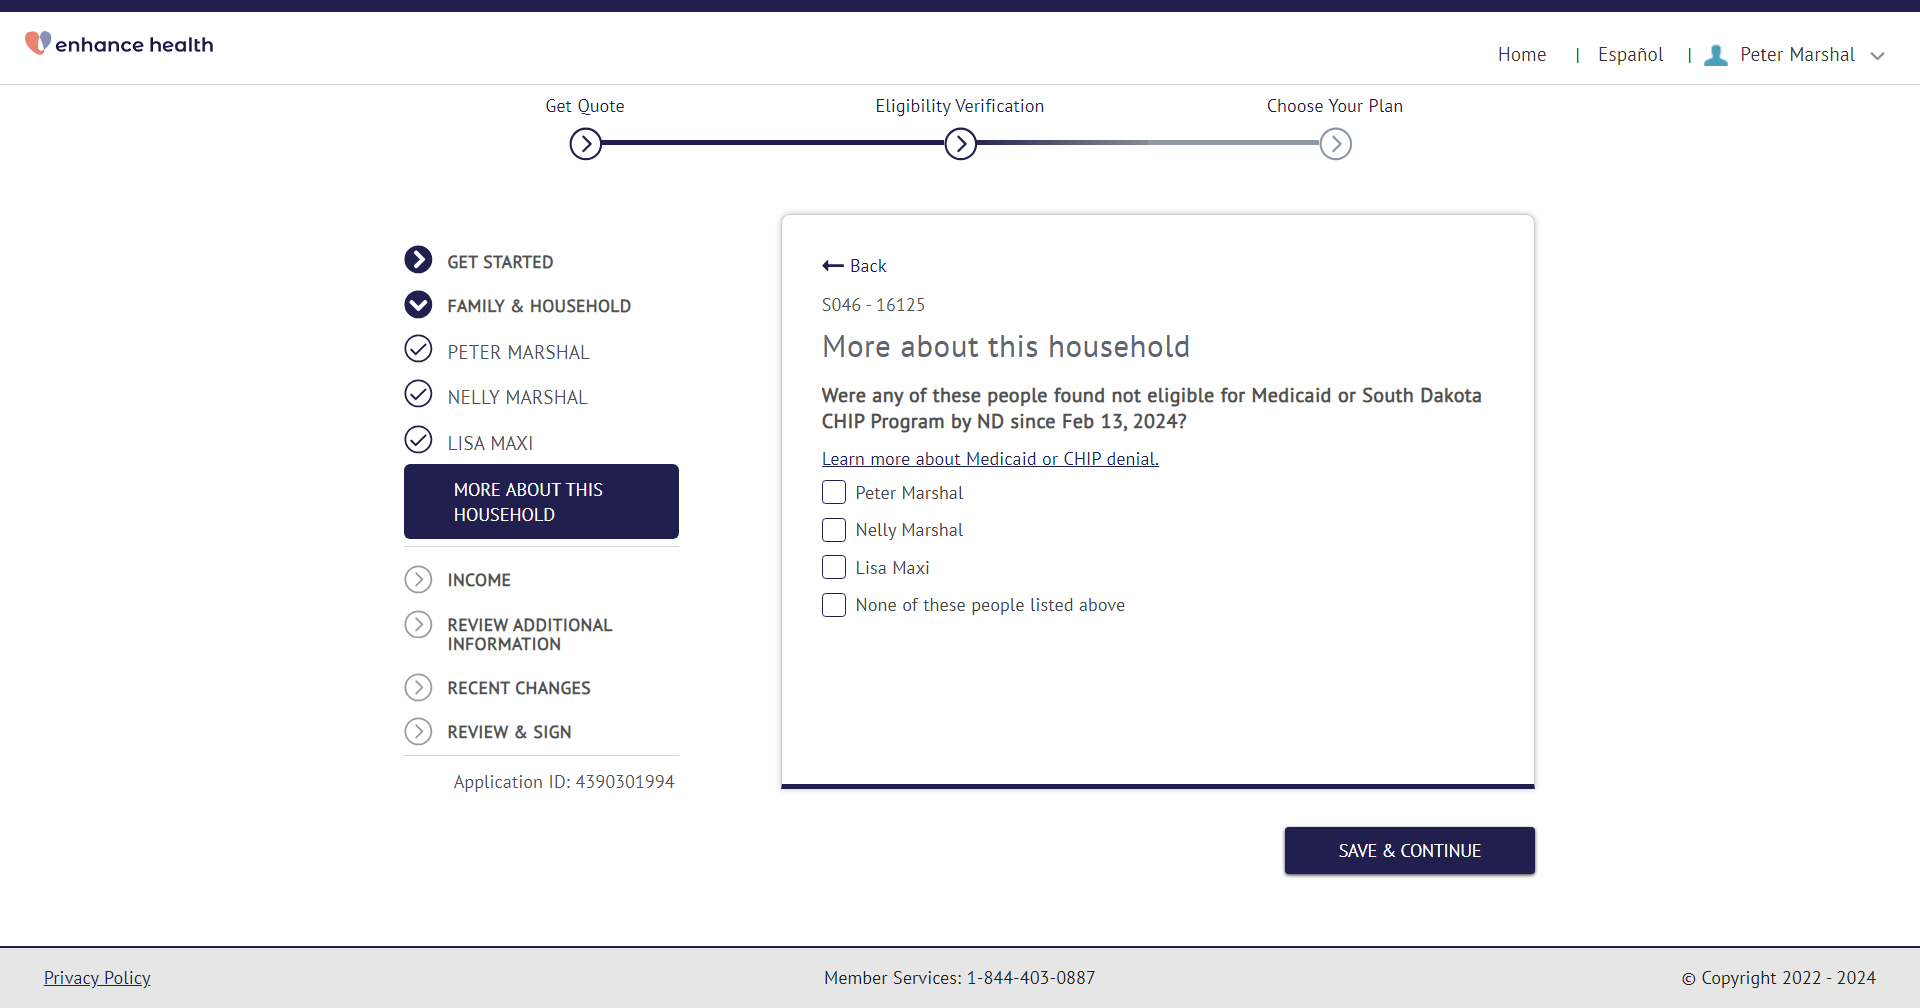 enhance health
Home | Español | Peter Marshal
Get Quote
Eligibility Verification
Choose Your Plan
GET STARTED
FAMILY & HOUSEHOLD
PETER MARSHAL
NELLY MARSHAL
LISA MAXI
MORE ABOUT THIS
HOUSEHOLD
INCOME
REVIEW ADDITIONAL
INFORMATION
RECENT CHANGES
REVIEW & SIGN
Application ID: 4390301994
Back
S046 - 16125
More about this household
Were any of these people found not eligible for Medicaid or South Dakota
CHIP Program by ND since Feb 13, 2024?
Learn more about Medicaid or CHIP denial.
Peter Marshal
Nelly Marshal
Lisa Maxi
None of these people listed above
SAVE & CONTINUE
Privacy Policy
Member Services: 1-844-403-0887
© Copyright 2022 - 2024